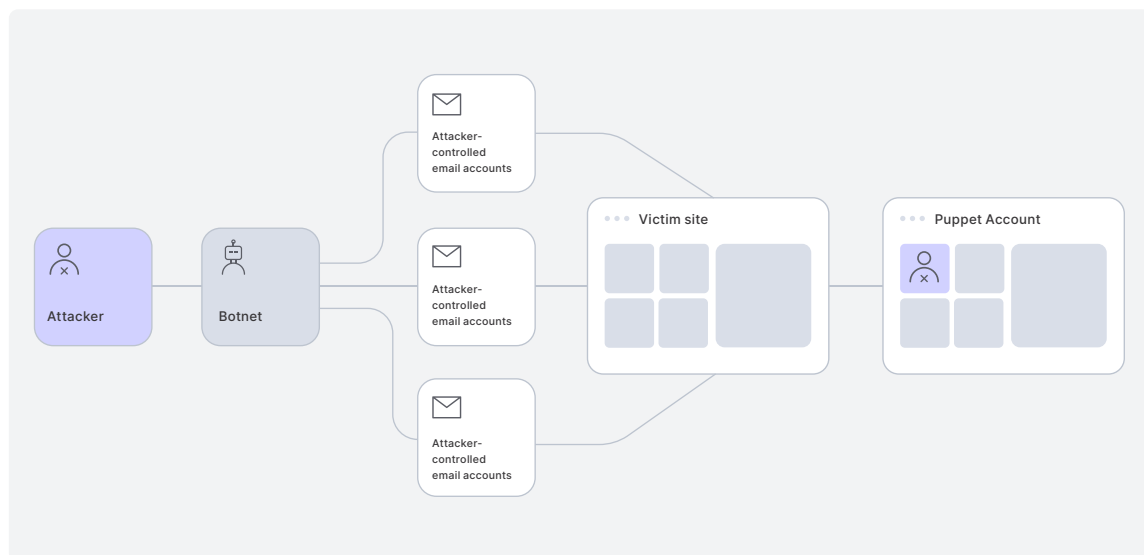 Attacker-
controlled
email accounts
Victim site
Puppet Account
Attacker
Botnet
Attacker-
controlled
email accounts
Attacker-
controlled
email accounts